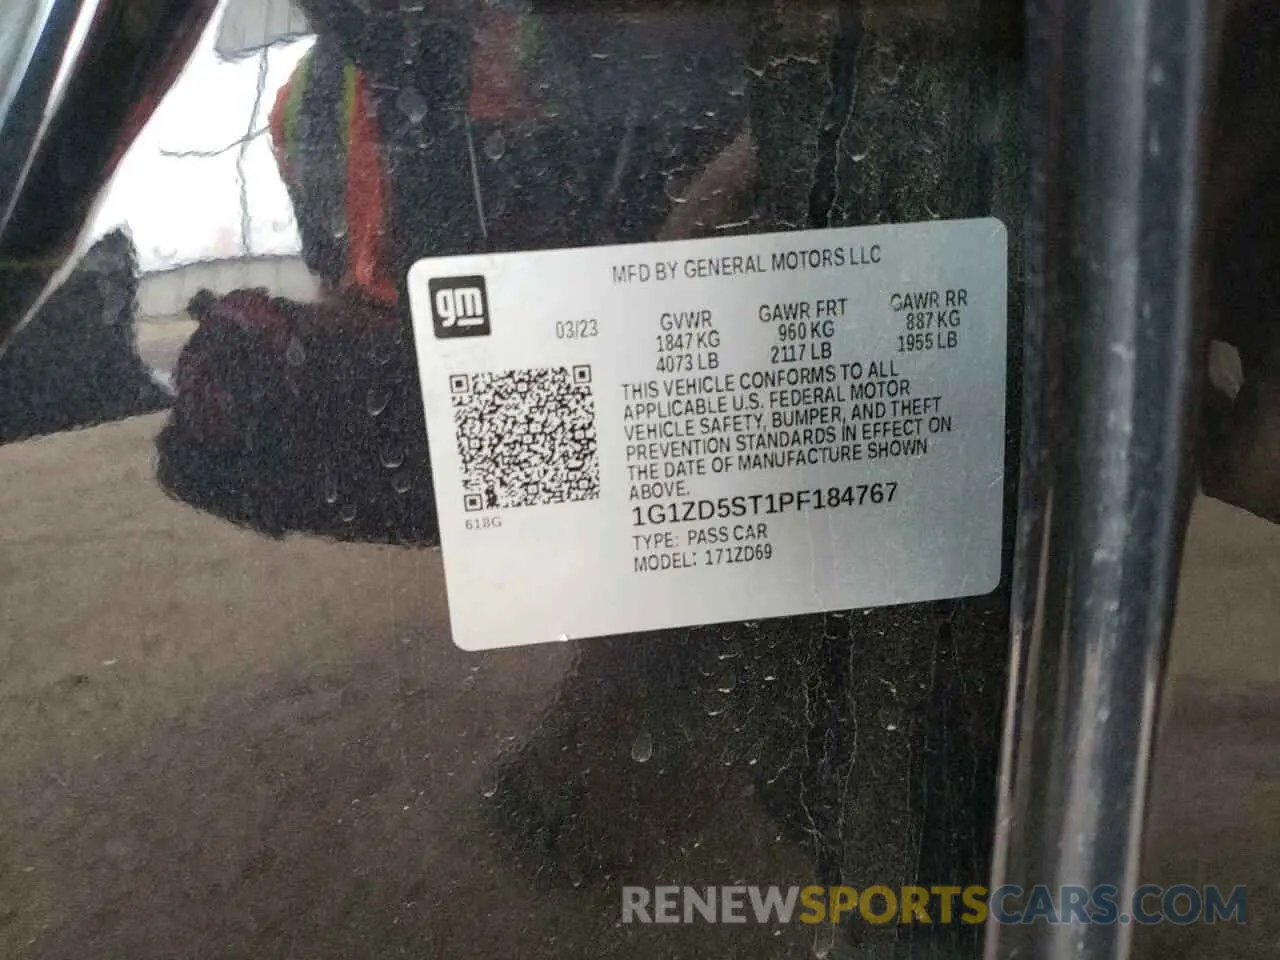 gm
MFD BY GENERAL MOTORS LLC
03/23
GVWR
1847 KG
4073 LB
GAWR FRT
960 KG
2117 LB
GAWR RR
887 KG
1955 LB
THIS VEHICLE CONFORMS TO ALL
APPLICABLE U.S. FEDERAL MOTOR
VEHICLE SAFETY, BUMPER, AND THEFT
PREVENTION STANDARDS IN EFFECT ON
THE DATE OF MANUFACTURE SHOWN
ABOVE.
618G
1G1ZD5ST1PF184767
TYPE: PASS CAR
MODEL: 171ZD69
RENEWSPORTSCARS.COM